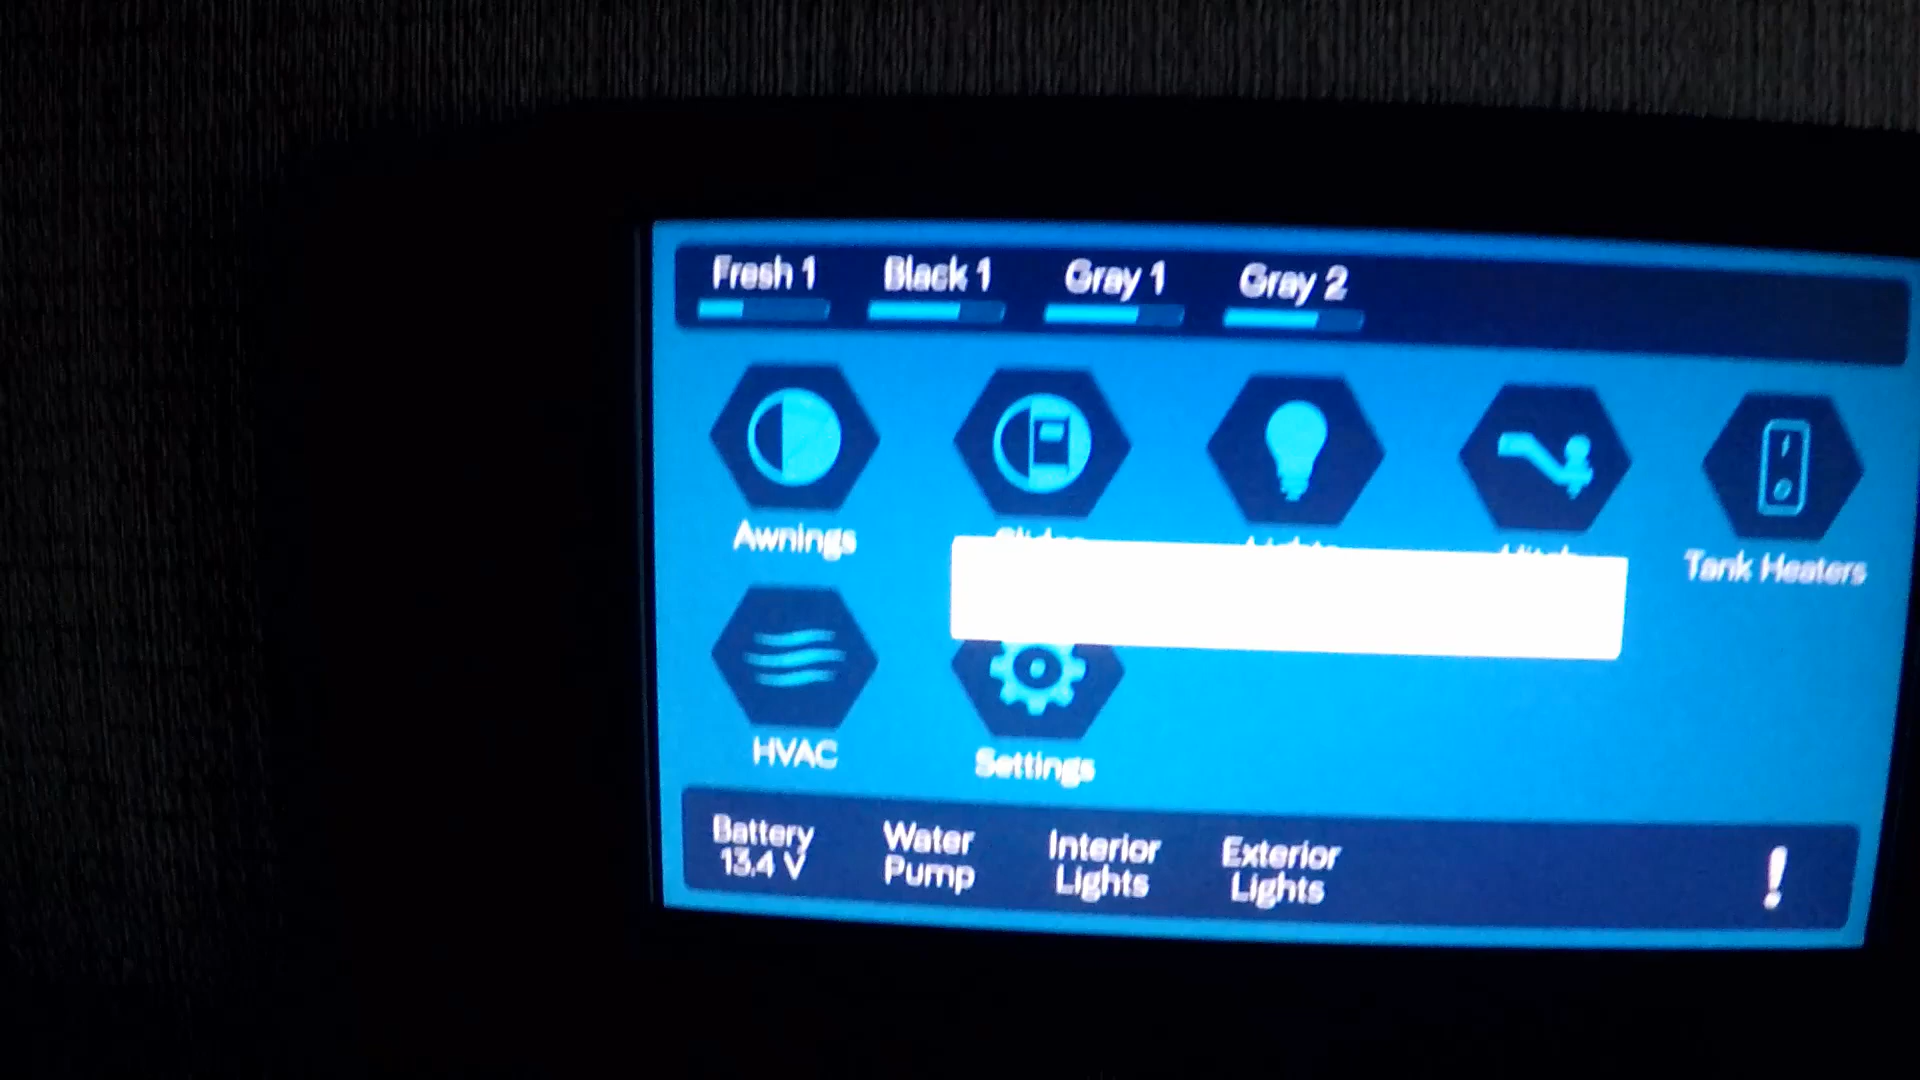 Fresh 1 Black 1 Gray 1 Gray 2
Awnings Tank Heaters
HVAC Settings
Battery Water Interior Exterior
13.4 V Pump Lights Lights
!